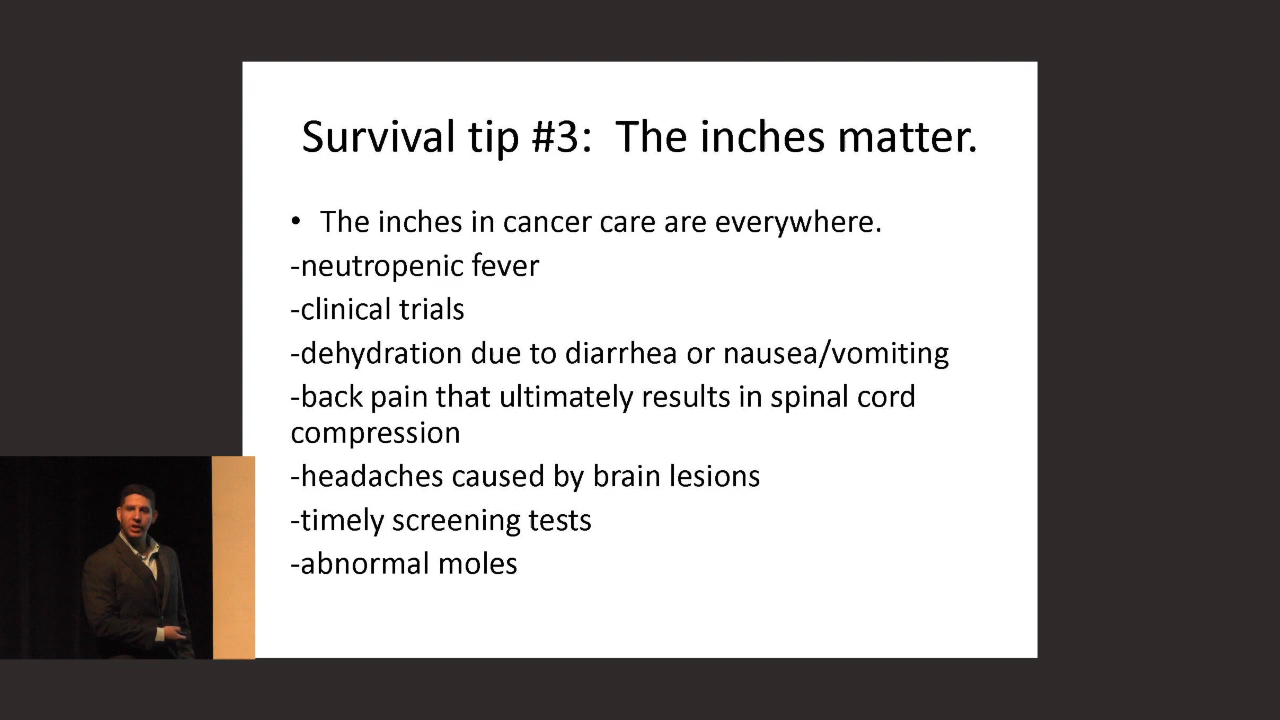 Survival tip #3:  The inches matter.
• The inches in cancer care are everywhere.
-neutropenic fever
-clinical trials
-dehydration due to diarrhea or nausea/vomiting
-back pain that ultimately results in spinal cord
compression
-headaches caused by brain lesions
-timely screening tests
-abnormal moles